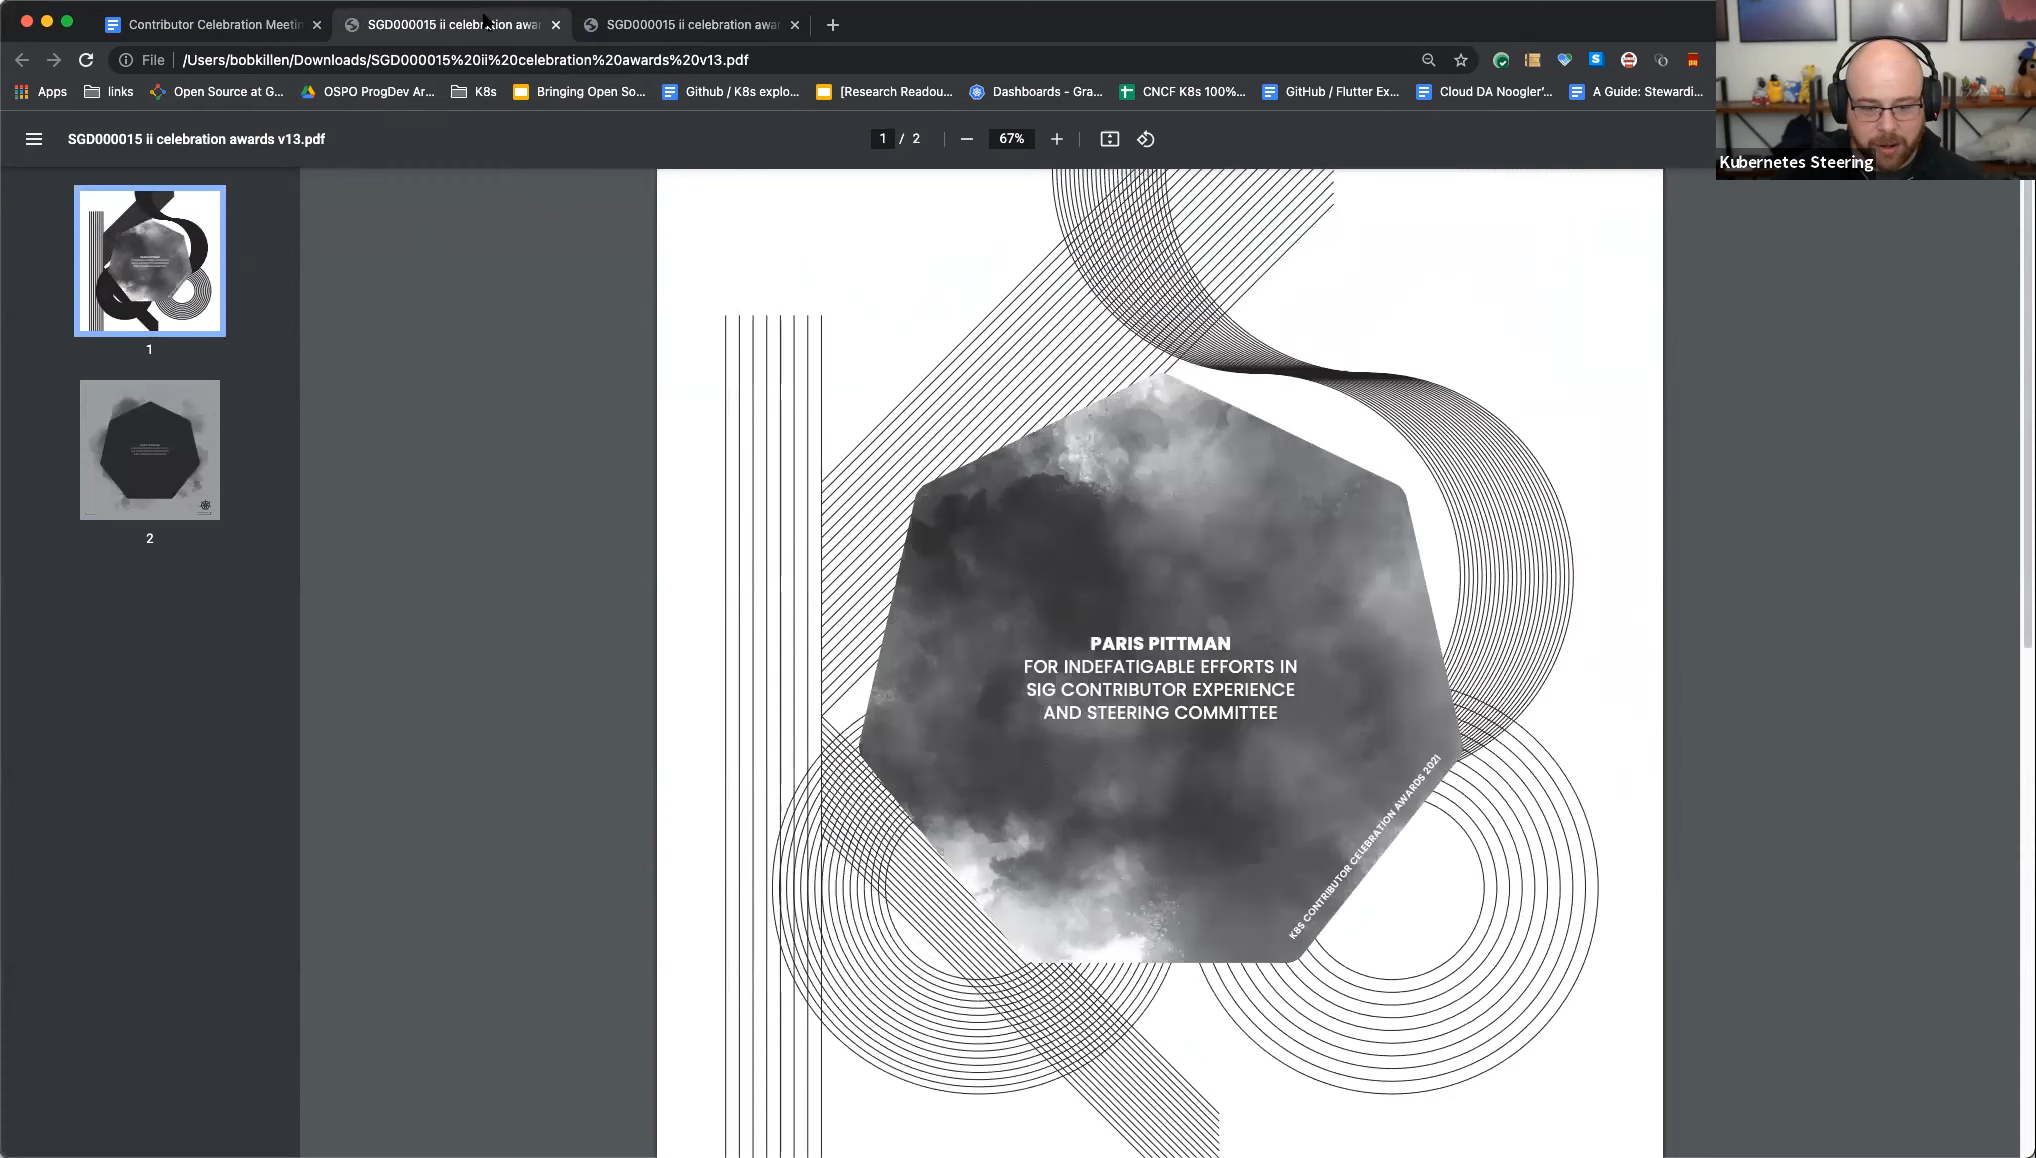 Contributor Celebration Meetin
SGD000015 ii celebration awar
SGD000015 ii celebration awar
File
/Users/bobkillen/Downloads/SGD000015%20ii%20celebration%20awards%20v13.pdf
Apps
links
Open Source at G...
OSPO ProgDev Ar...
K8s
Bringing Open So...
Github / K8s explo...
[Research Readou...
Dashboards - Gra...
CNCF K8s 100%...
GitHub / Flutter Ex...
Cloud DA Noogler'...
A Guide: Stewardi...
SGD000015 ii celebration awards v13.pdf
1 / 2
67%
Kubernetes Steering
1
2
PARIS PITTMAN
FOR INDEFATIGABLE EFFORTS IN
SIG CONTRIBUTOR EXPERIENCE
AND STEERING COMMITTEE
K8S CONTRIBUTOR CELEBRATION AWARDS 2021